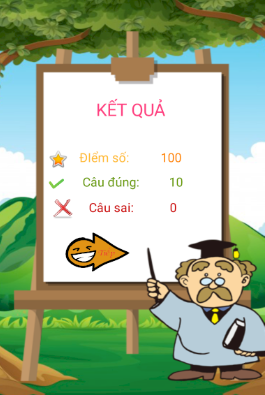 KẾT QUẢ
Điểm số: 100
Câu đúng: 10
Câu sai: 0